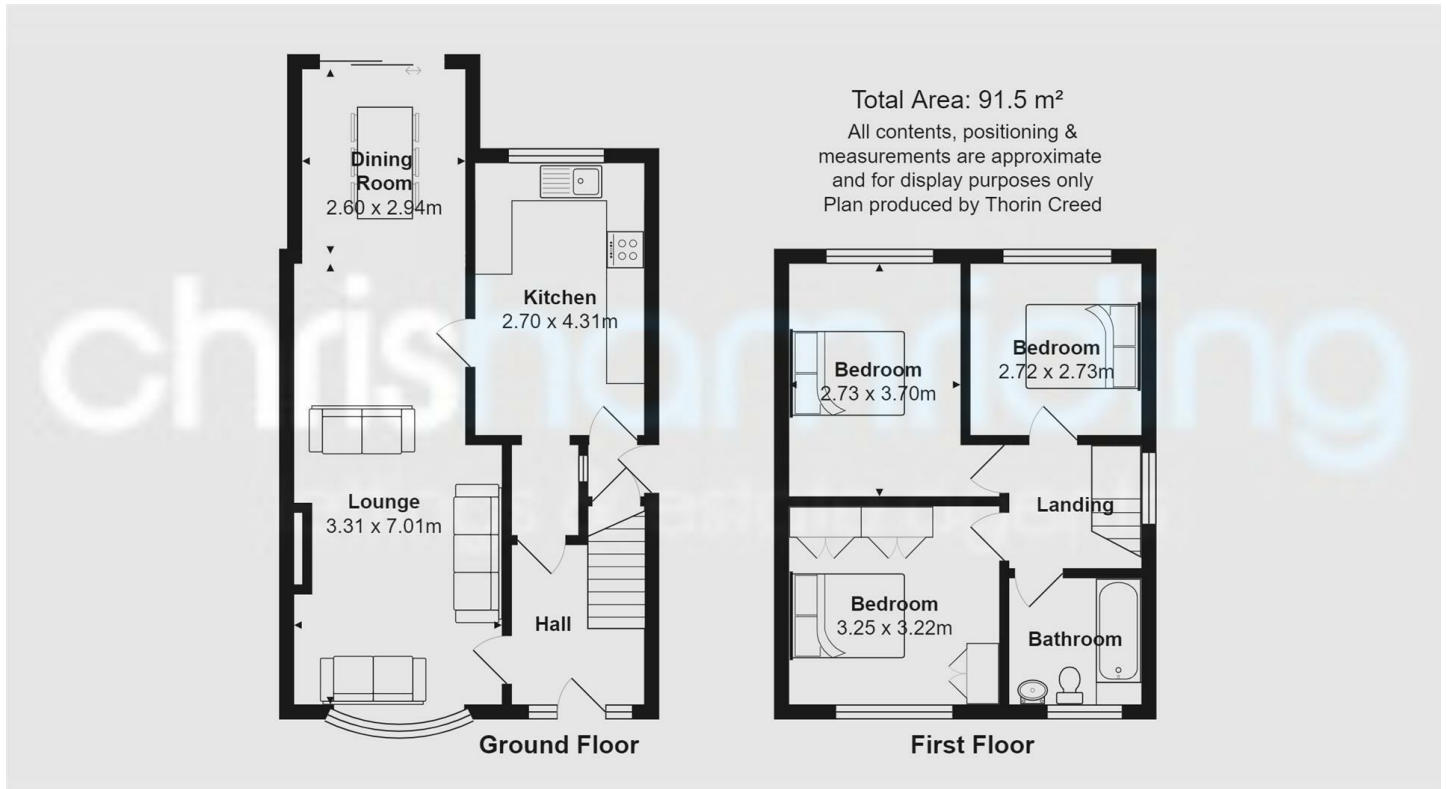 Total Area: 91.5 m²
All contents, positioning &
measurements are approximate
and for display purposes only
Plan produced by Thorin Creed
Dining
Room
2.60 x 2.94m
Kitchen
2.70 x 4.31m
Lounge
3.31 x 7.01m
Hall
Ground Floor
Bedroom
2.73 x 3.70m
Bedroom
2.72 x 2.73m
Landing
Bedroom
3.25 x 3.22m
Bathroom
First Floor
chrishamriding